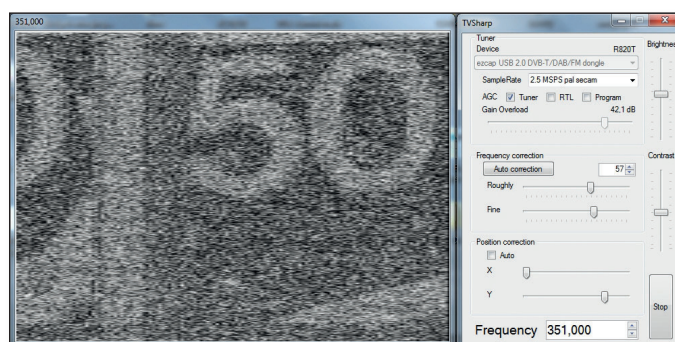 351,000
50
TVSharp
Tuner
Device R820T
ezcap USB 2.0 DVB-T/DAB/FM dongle
SampleRate 2.5 MSPS pal secam
AGC Tuner RTL Program
Gain Overload 42,1 dB
Frequency correction
Auto correction 57
Roughly
Fine
Position correction
Auto
X
Y
Frequency 351,000
Brightness
Contrast
Stop